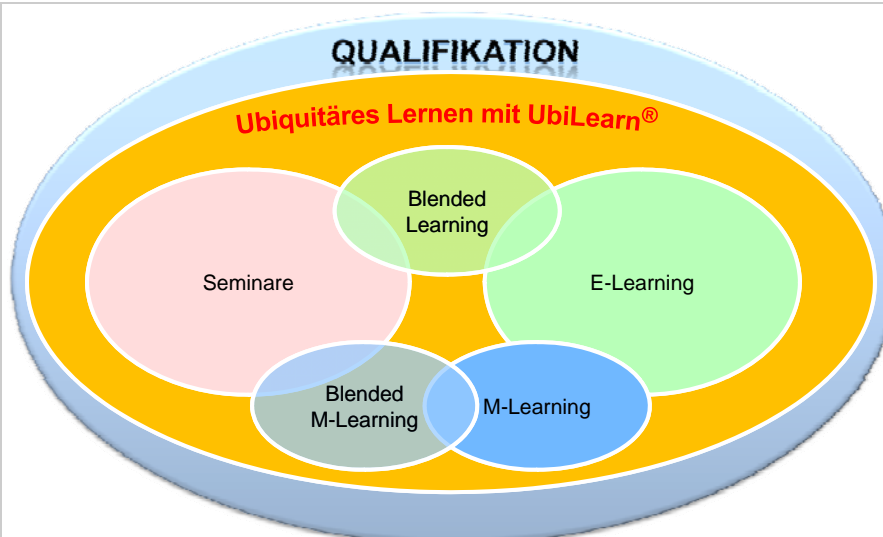 QUALIFIKATION
Ubiquitäres Lernen mit UbiLearn®
Blended
Learning
Seminare
E-Learning
Blended
M-Learning
M-Learning